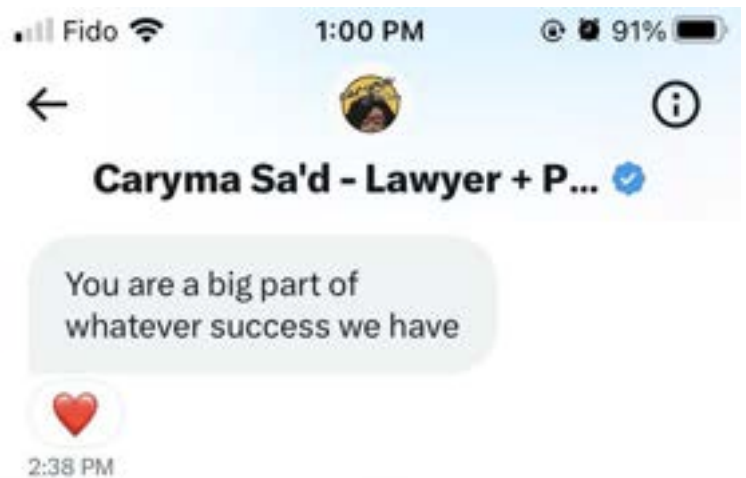 Fido 1:00 PM 91%
Caryma Sa'd - Lawyer + P...
You are a big part of
whatever success we have
2:38 PM